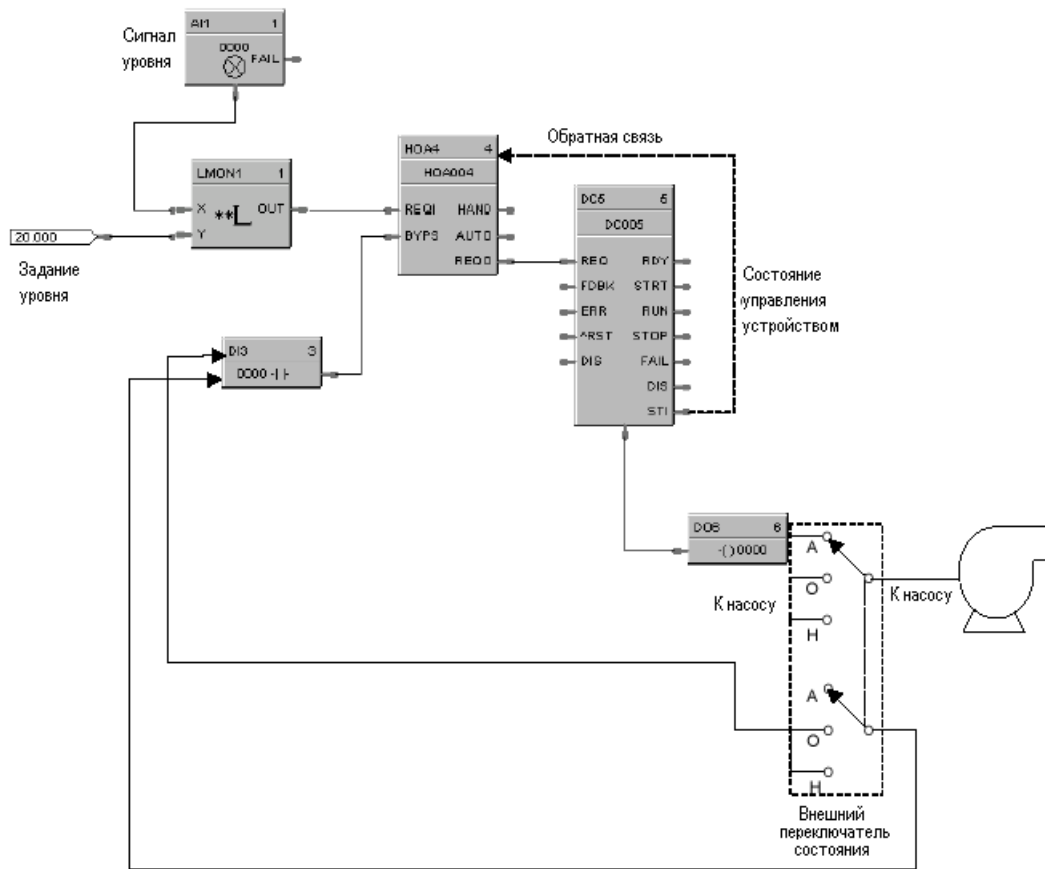 Сигнал
уровня
AI1 1
0000
FAIL
LMON1 1
X **L OUT
Y
20.000
Задание
уровня
HOA4 4
HOA004
REQI HAND
BYPS AUTO
REQO
Обратная связь
DC5 5
DC005
REQ RDY
FDBK STRT
ERR RUN
^RST STOP
DIS FAIL
DIS
STI
Состояние
управления
устройством
DI3 3
0000 -| |-
DO6 6
-( ) 0000
A
O
H
К насосу
К насосу
A
O
H
Внешний
переключатель
состояния